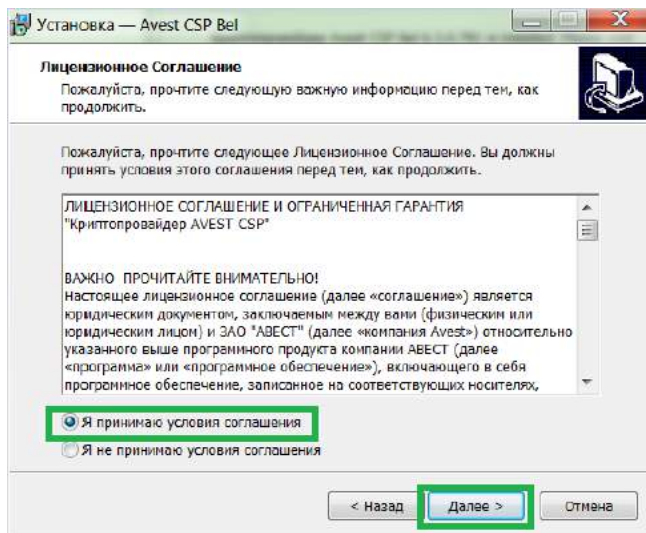 Установка — Avest CSP Bel
Лицензионное Соглашение
Пожалуйста, прочтите следующую важную информацию перед тем, как
продолжить.
Пожалуйста, прочтите следующее Лицензионное Соглашение. Вы должны
принять условия этого соглашения перед тем, как продолжить.
ЛИЦЕНЗИОННОЕ СОГЛАШЕНИЕ И ОГРАНИЧЕННАЯ ГАРАНТИЯ
"Криптопровайдер AVEST CSP"
ВАЖНО ПРОЧИТАЙТЕ ВНИМАТЕЛЬНО!
Настоящее лицензионное соглашение (далее «соглашение») является
юридическим документом, заключаемым между вами (физическим или
юридическим лицом) и ЗАО "АВЕСТ" (далее «компания Avest») относительно
указанного выше программного продукта компании АВЕСТ (далее
«программа» или «программное обеспечение»), включающего в себя
программное обеспечение, записанное на соответствующих носителях,
Я принимаю условия соглашения
Я не принимаю условия соглашения
< Назад
Далее >
Отмена